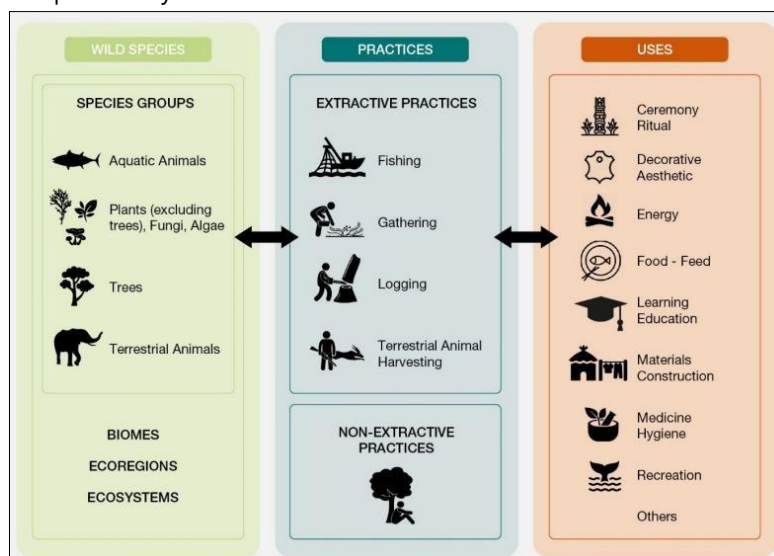 WILD SPECIES
SPECIES GROUPS
Aquatic Animals
Plants (excluding
trees), Fungi, Algae
Trees
Terrestrial Animals
BIOMES
ECOREGIONS
ECOSYSTEMS
PRACTICES
EXTRACTIVE PRACTICES
Fishing
Gathering
Logging
Terrestrial Animal
Harvesting
NON-EXTRACTIVE
PRACTICES
USES
Ceremony
Ritual
Decorative
Aesthetic
Energy
Food - Feed
Learning
Education
Materials
Construction
Medicine
Hygiene
Recreation
Others